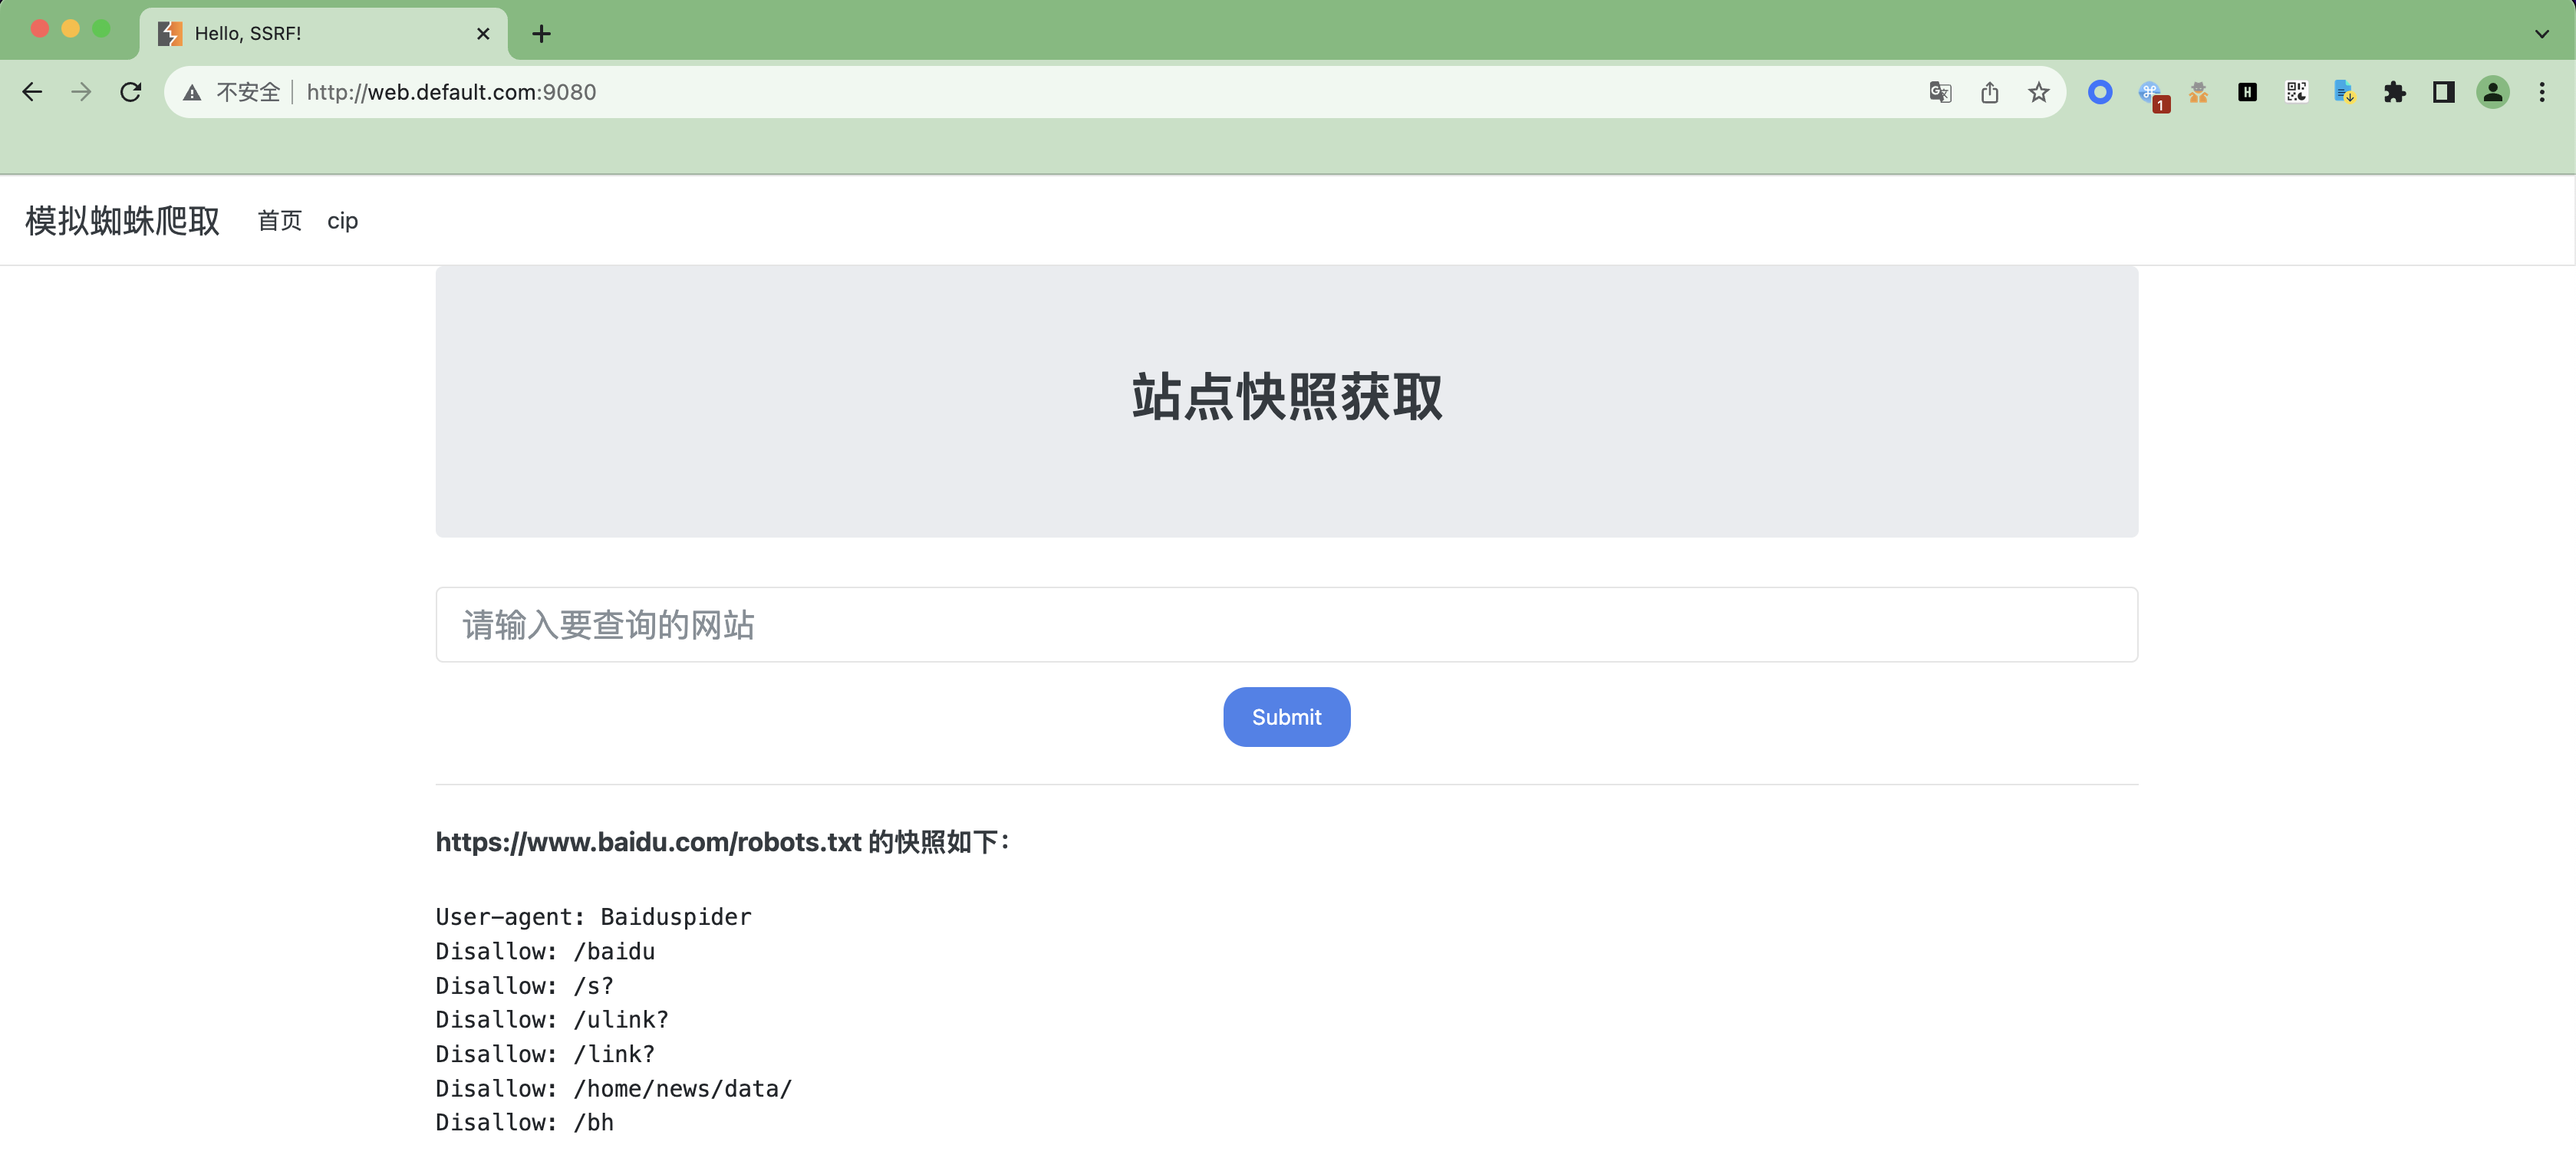 Hello, SSRF!
不安全
http://web.default.com:9080
1
H
模拟蜘蛛爬取
首页
cip
站点快照获取
请输入要查询的网站
Submit
https://www.baidu.com/robots.txt 的快照如下：
User-agent: Baiduspider
Disallow: /baidu
Disallow: /s?
Disallow: /ulink?
Disallow: /link?
Disallow: /home/news/data/
Disallow: /bh